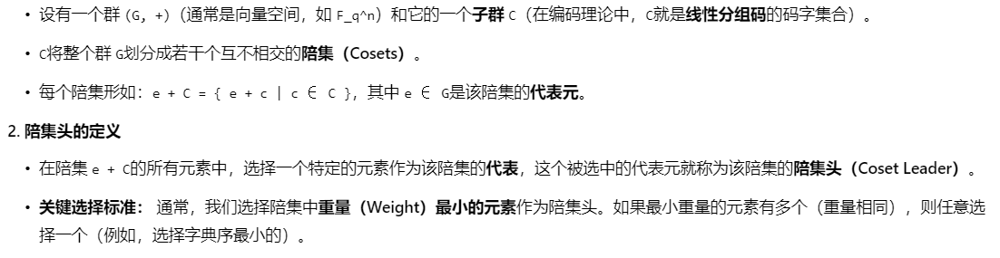 • 设有一个群 (G, +)（通常是向量空间，如 F_q^n）和它的一个子群 C（在编码理论中，C就是线性分组码的码字集合）。
• C将整个群 G划分成若干个互不相交的陪集（Cosets）。
• 每个陪集形如：e + C = { e + c | c ∈ C }，其中 e ∈ G是该陪集的代表元。
2. 陪集头的定义
• 在陪集 e + C的所有元素中，选择一个特定的元素作为该陪集的代表，这个被选中的代表元就称为该陪集的陪集头（Coset Leader）。
• 关键选择标准： 通常，我们选择陪集中重量（Weight）最小的元素作为陪集头。如果最小重量的元素有多个（重量相同），则任意选
择一个（例如，选择字典序最小的）。